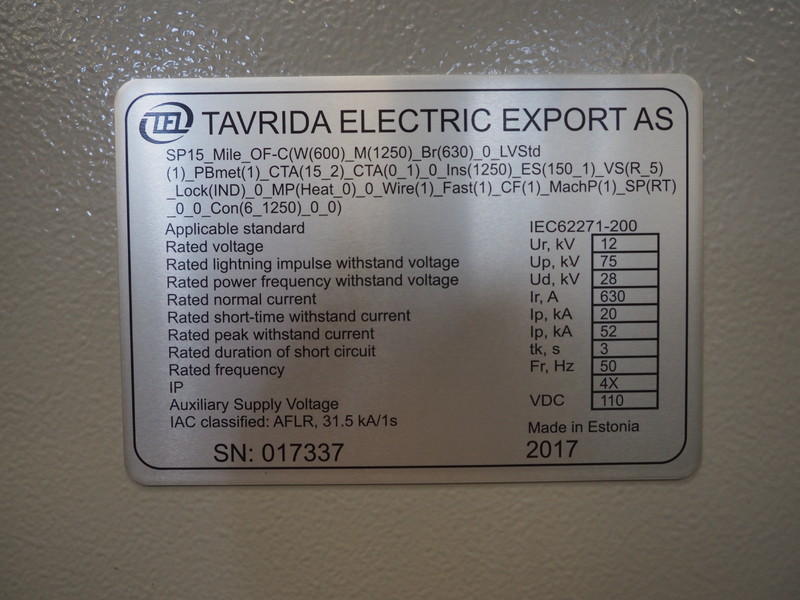 TEL TAVRIDA ELECTRIC EXPORT AS
SP15_Mile_OF-C(W(600)_M(1250)_Br(630)_0_LVStd
(1)_PBmet(1)_CTA(15_2)_CTA(0_1)_0_Ins(1250)_ES(150_1)_VS(R_5)
_Lock(IND)_0_MP(Heat_0)_0_Wire(1)_Fast(1)_CF(1)_MachP(1)_SP(RT)
_0_0_Con(6_1250)_0_0)
Applicable standard IEC62271-200
Rated voltage Ur, kV 12
Rated lightning impulse withstand voltage Up, kV 75
Rated power frequency withstand voltage Ud, kV 28
Rated normal current Ir, A 630
Rated short-time withstand current Ip, kA 20
Rated peak withstand current Ip, kA 52
Rated duration of short circuit tk, s 3
Rated frequency Fr, Hz 50
IP 4X
Auxiliary Supply Voltage VDC 110
IAC classified: AFLR, 31.5 kA/1s
Made in Estonia
SN: 017337 2017